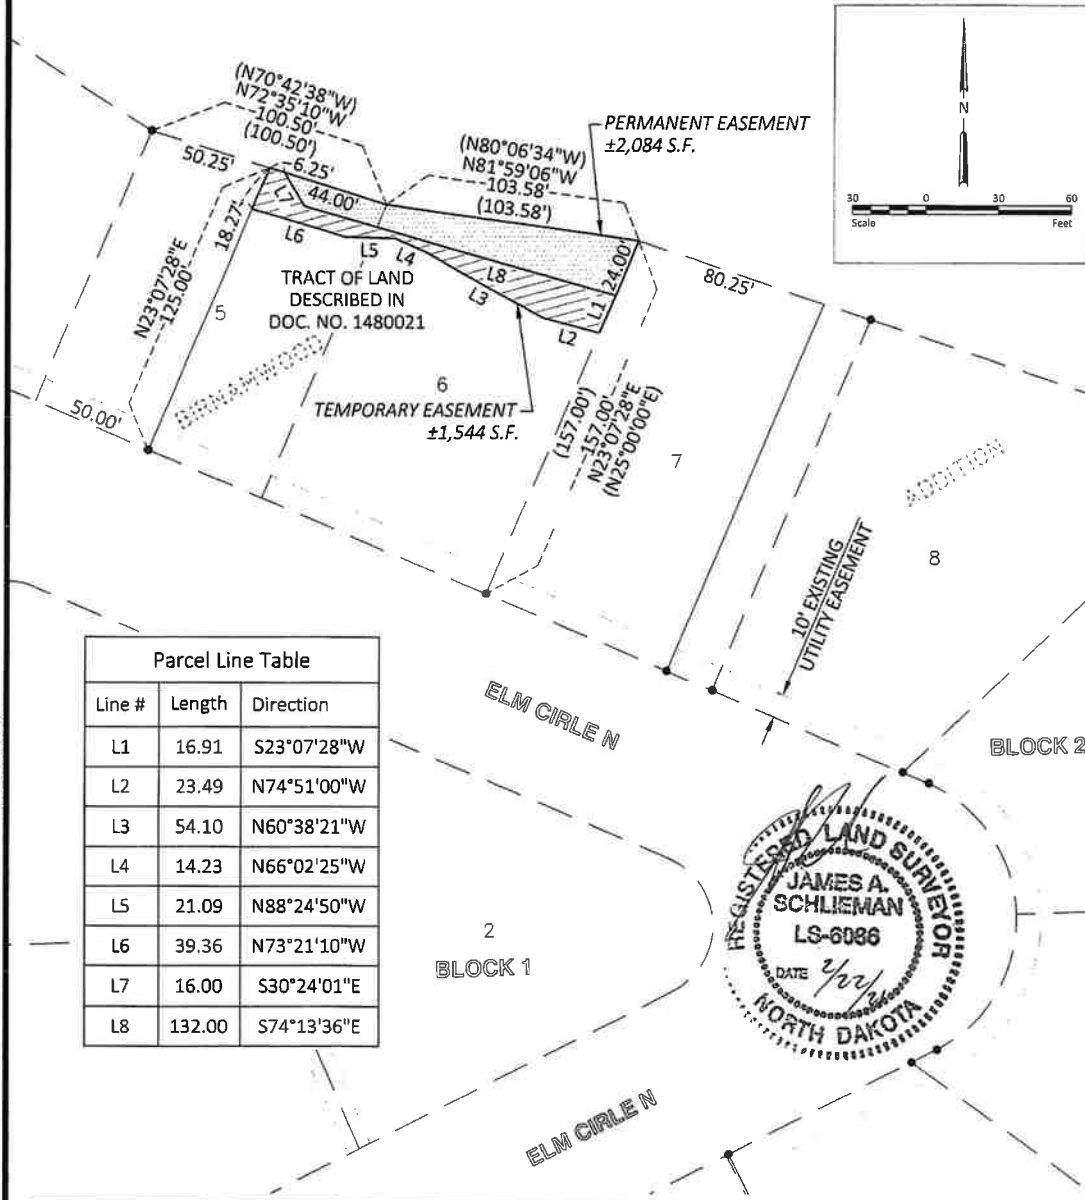 (N70°42'38"W)
N72°35'10"W
100.50'
(100.50')
50.25'
6.25'
44.00'
(N80°06'34"W)
N81°59'06"W
103.58'
(103.58')
PERMANENT EASEMENT
±2,084 S.F.
N
30 0 30 60
Scale Feet
L7
18.27'
L6
L5
L4
L8
L3
L1
L2
24.00'
80.25'
N23°07'28"E
125.00'
TRACT OF LAND
DESCRIBED IN
DOC. NO. 1480021
5
BIRNAMWOOD
50.00'
6
TEMPORARY EASEMENT
±1,544 S.F.
(157.00')
157.00'
N23°07'28"E
(N25°00'00"E)
7
ADDITION
8
10' EXISTING
UTILITY EASEMENT
Parcel Line Table
Line # Length Direction
L1 16.91 S23°07'28"W
L2 23.49 N74°51'00"W
L3 54.10 N60°38'21"W
L4 14.23 N66°02'25"W
L5 21.09 N88°24'50"W
L6 39.36 N73°21'10"W
L7 16.00 S30°24'01"E
L8 132.00 S74°13'36"E
ELM CIRLE N
BLOCK 2
2
BLOCK 1
REGISTERED LAND SURVEYOR
JAMES A.
SCHLIEMAN
LS-6086
DATE
NORTH DAKOTA
ELM CIRLE N